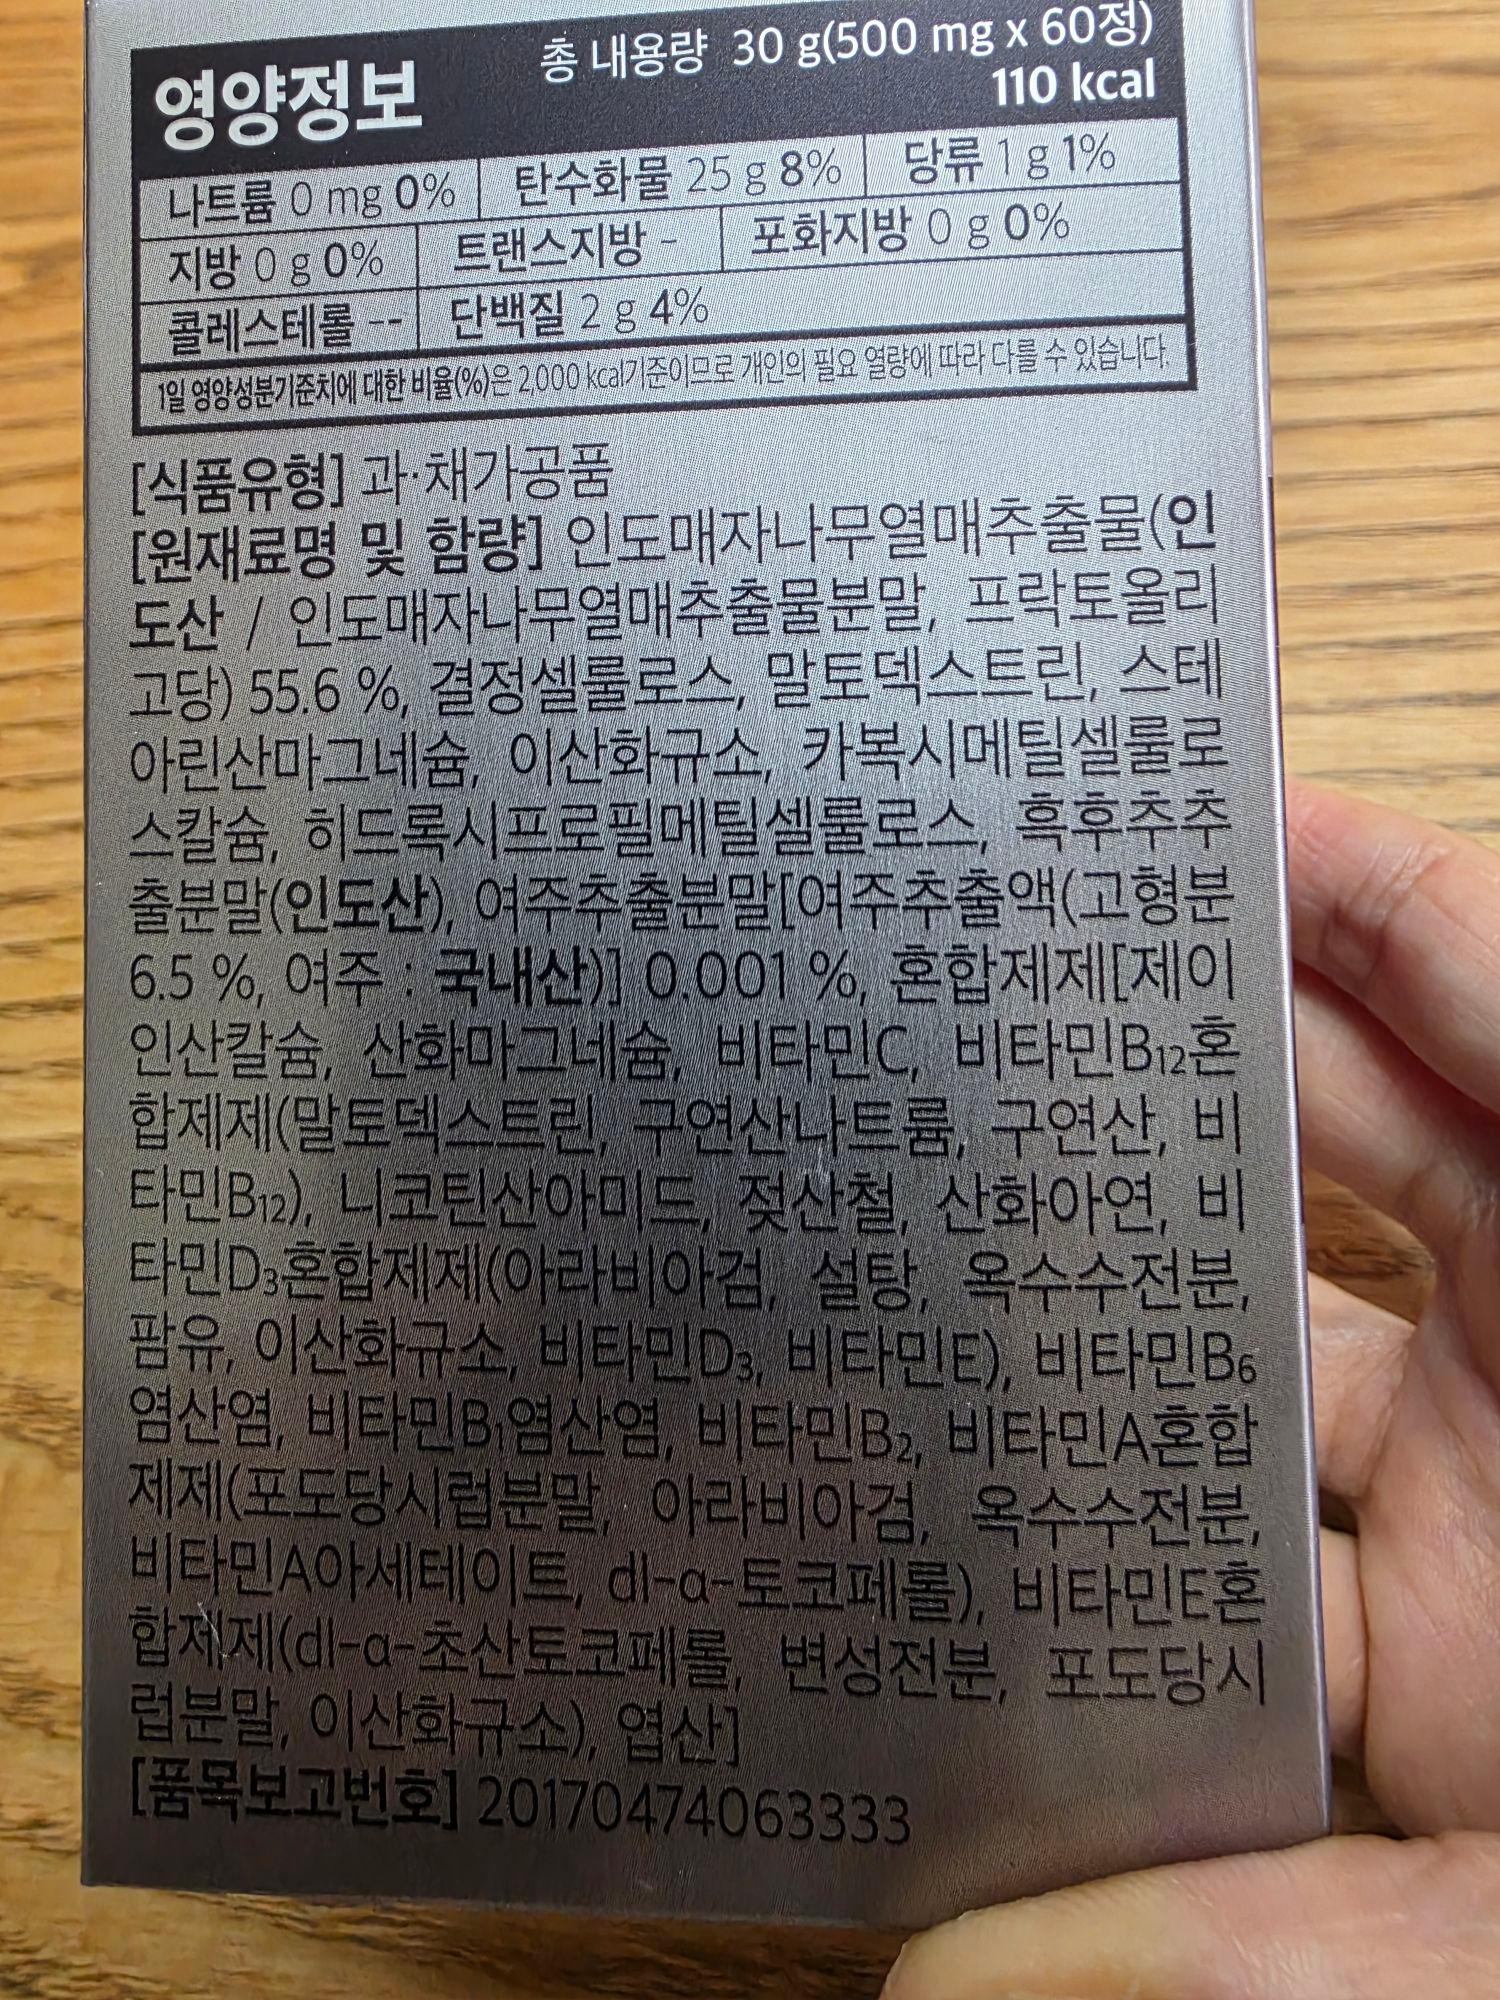 영양정보
총 내용량 30 g(500 mg x 60정)
110 kcal
나트륨 0 mg 0% 탄수화물 25 g 8% 당류 1 g 1%
지방 0 g 0% 트랜스지방 - 포화지방 0 g 0%
콜레스테롤 -- 단백질 2 g 4%
1일 영양성분기준치에 대한 비율(%)은 2,000 kcal기준이므로 개인의 필요 열량에 따라 다를 수 있습니다.
[식품유형] 과·채가공품
[원재료명 및 함량] 인도매자나무열매추출물(인
도산 / 인도매자나무열매추출물분말, 프락토올리
고당) 55.6 %, 결정셀룰로스, 말토덱스트린, 스테
아린산마그네슘, 이산화규소, 카복시메틸셀룰로
스칼슘, 히드록시프로필메틸셀룰로스, 흑후추추
출분말(인도산), 여주추출분말[여주추출액(고형분
6.5 %, 여주 : 국내산)] 0.001 %, 혼합제제[제이
인산칼슘, 산화마그네슘, 비타민C, 비타민B₁₂혼
합제제(말토덱스트린, 구연산나트륨, 구연산, 비
타민B₁₂), 니코틴산아미드, 젖산철, 산화아연, 비
타민D₃혼합제제(아라비아검, 설탕, 옥수수전분,
팜유, 이산화규소, 비타민D₃, 비타민E), 비타민B₆
염산염, 비타민B₁염산염, 비타민B₂, 비타민A혼합
제제(포도당시럽분말 아라비아검, 옥수수전분,
비타민A아세테이트, dl-α-토코페롤), 비타민E혼
합제제(dl-α-초산토코페롤, 변성전분, 포도당시
럽분말, 이산화규소), 엽산]
[품목보고번호] 20170474063333